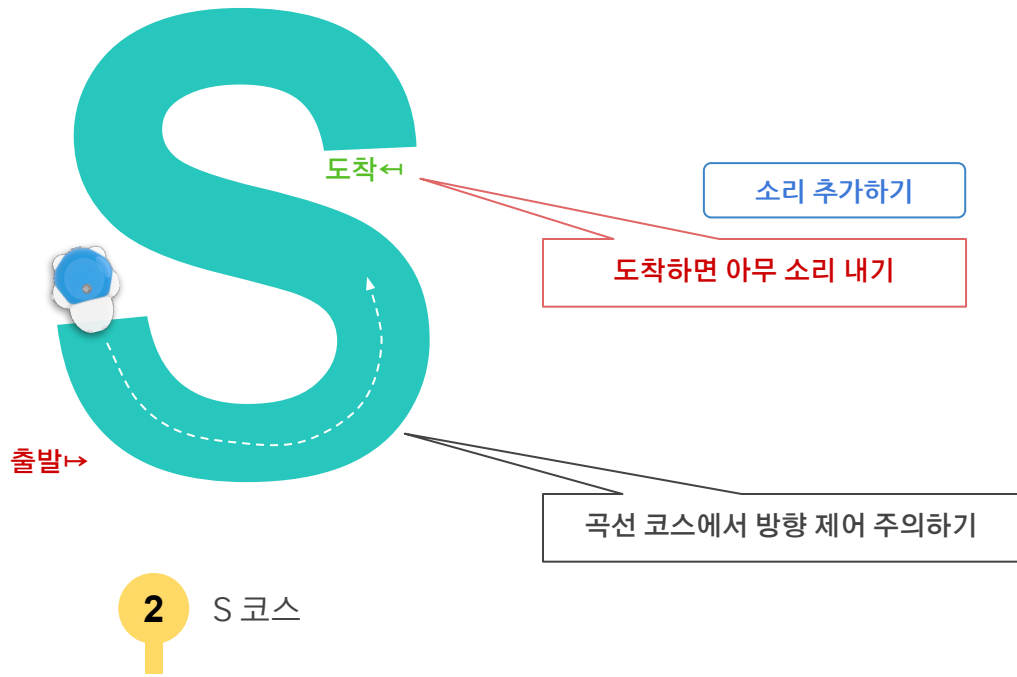 도착↤
소리 추가하기
도착하면 아무 소리 내기
출발↦
곡선 코스에서 방향 제어 주의하기
2 S 코스